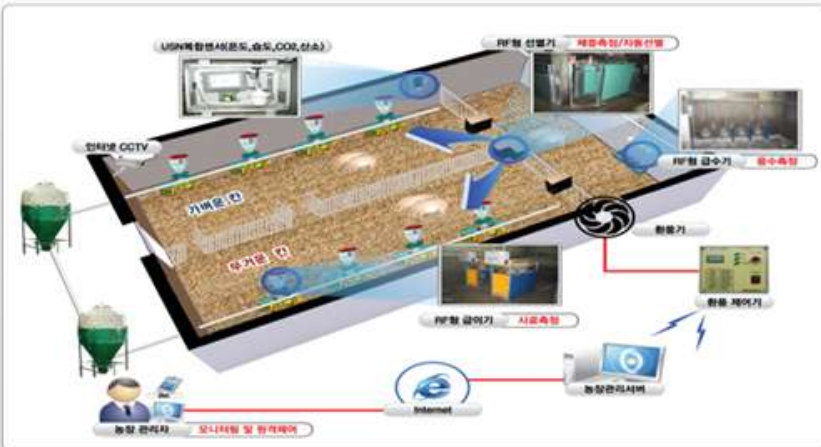 USN복합센서(온도,습도,CO2,산소)
RF형 선별기 체중측정/자동선별
인터넷 CCTV
RF형 급수기 음수측정
가벼운 칸
무거운 칸
환풍기
RF형 급이기 사료측정
환풍 제어기
농장관리서버
Internet
농장 관리자 모니터링 및 원격제어